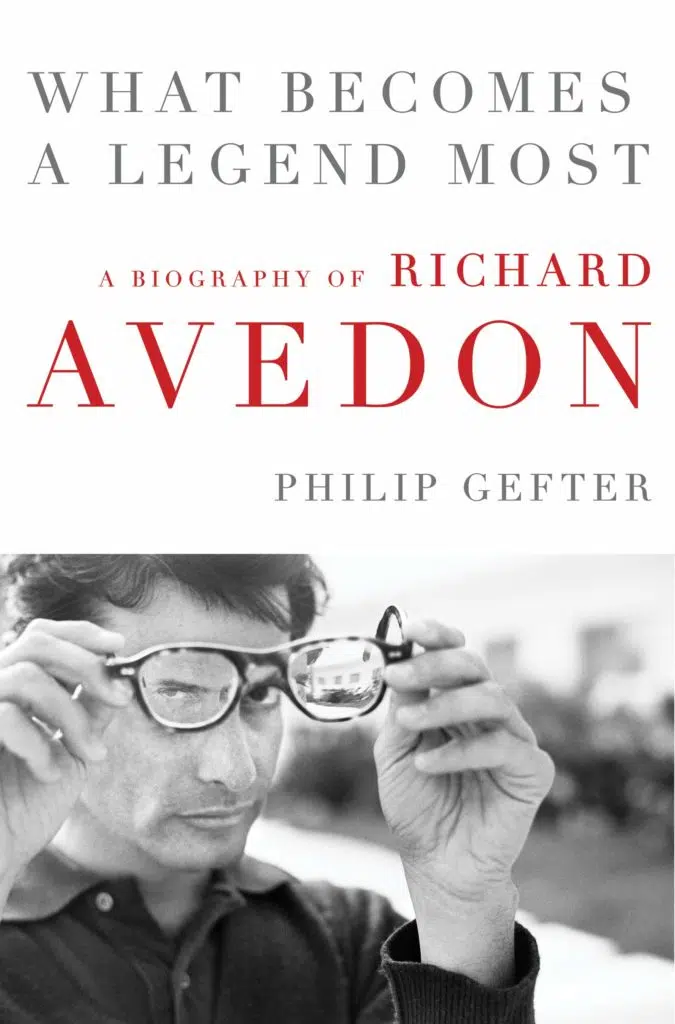 WHAT BECOMES
A LEGEND MOST
A BIOGRAPHY OF RICHARD
AVEDON
PHILIP GEFTER